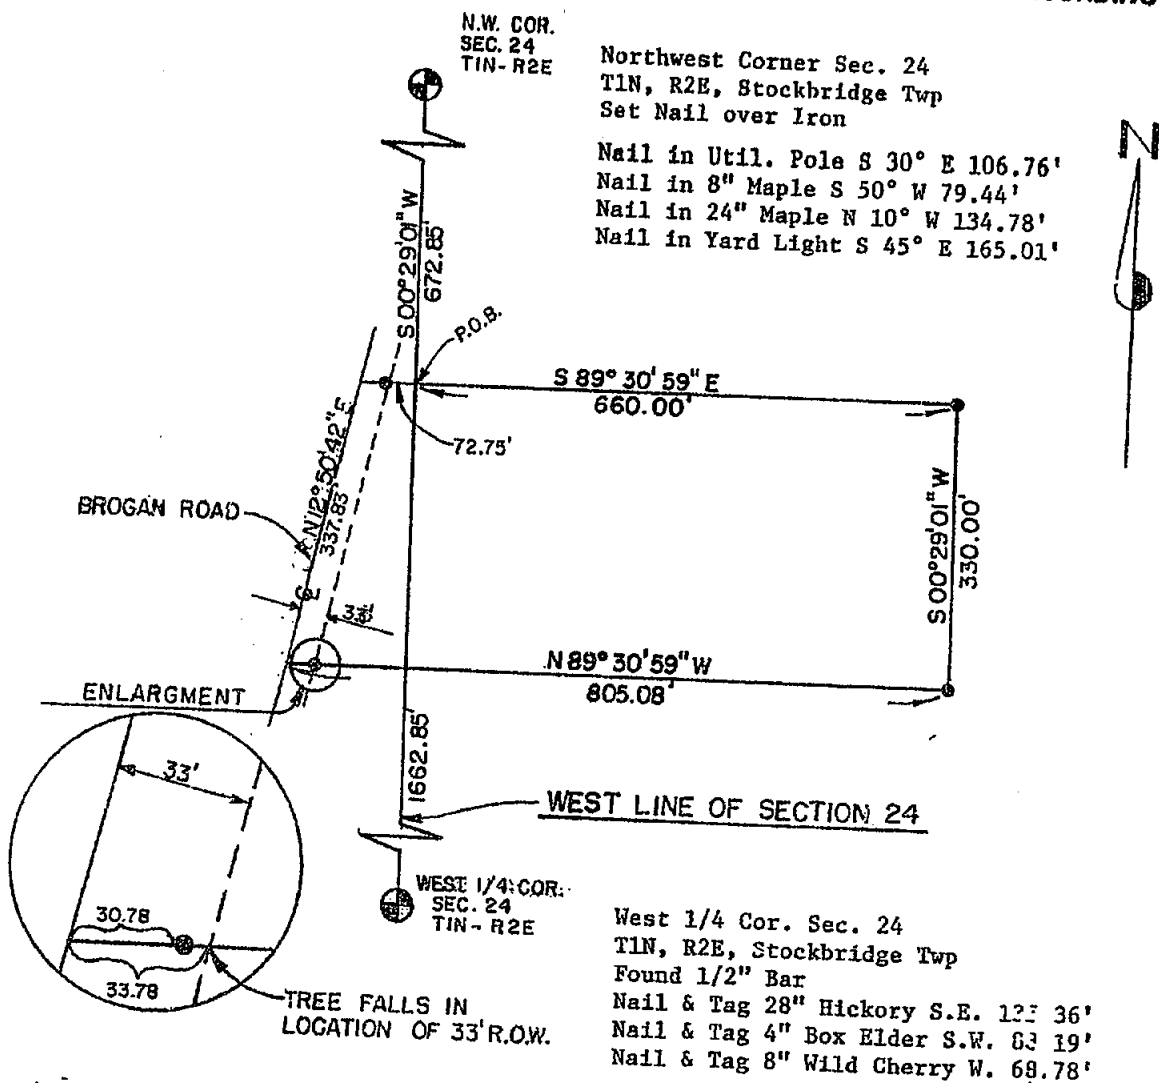 N.W. COR.
SEC. 24
T1N-R2E
Northwest Corner Sec. 24
T1N, R2E, Stockbridge Twp
Set Nail over Iron
Nail in Util. Pole S 30° E 106.76'
Nail in 8" Maple S 50° W 79.44'
Nail in 24" Maple N 10° W 134.78'
Nail in Yard Light S 45° E 165.01'
N
S 00°29'01" W
672.85'
P.O.B.
S 89° 30' 59" E
660.00'
72.75'
N 12° 50' 42" E
337.83'
BROGAN ROAD
33'
S 00°29'01" W
330.00'
N 89° 30' 59" W
805.08'
ENLARGMENT
33'
30.78
33.78
1662.85'
WEST LINE OF SECTION 24
WEST 1/4 COR.
SEC. 24
T1N-R2E
TREE FALLS IN
LOCATION OF 33' R.O.W.
West 1/4 Cor. Sec. 24
T1N, R2E, Stockbridge Twp
Found 1/2" Bar
Nail & Tag 28" Hickory S.E. 36'
Nail & Tag 4" Box Elder S.W. 19'
Nail & Tag 8" Wild Cherry W. 68.78'